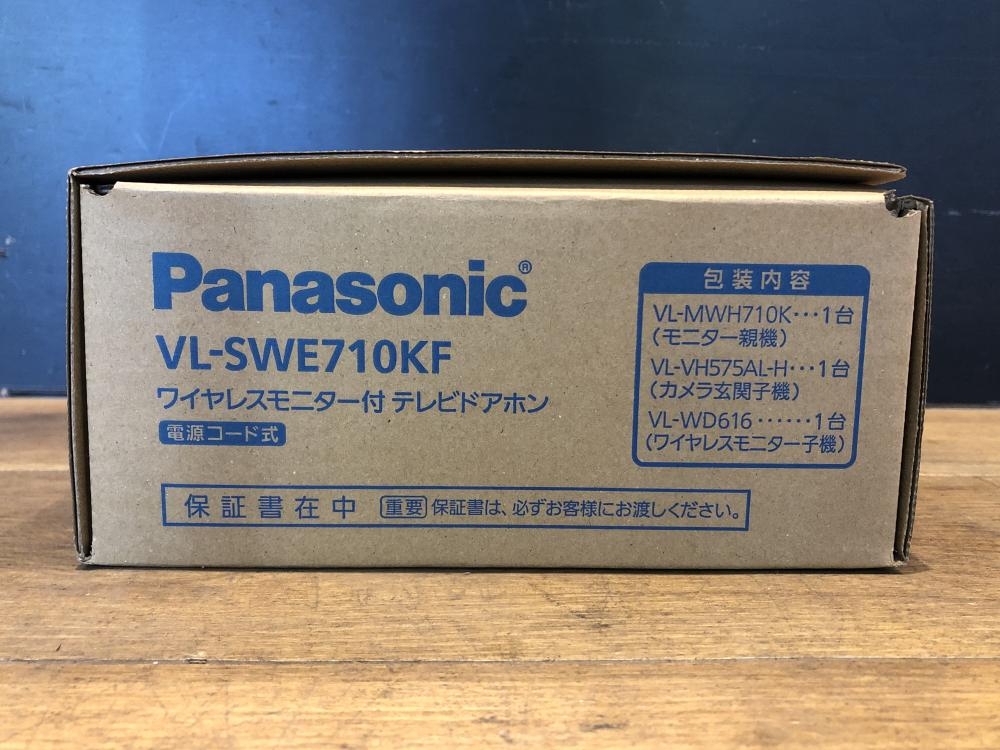 Panasonic®
VL-SWE710KF
ワイヤレスモニター付 テレビドアホン
電源コード式
包装内容
VL-MWH710K･･･1台
(モニター親機)
VL-VH575AL-H･･･1台
(カメラ玄関子機)
VL-WD616･･････1台
(ワイヤレスモニター子機)
保証書在中 重要 保証書は、必ずお客様にお渡しください。